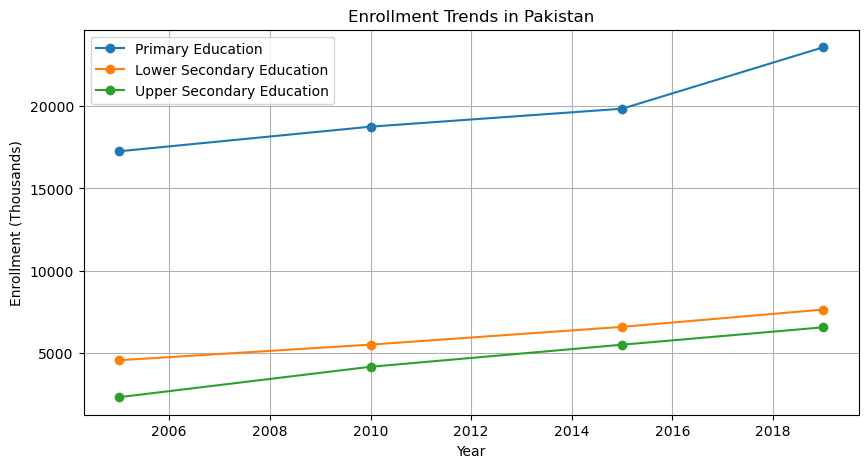 Enrollment Trends in Pakistan
Primary Education
Lower Secondary Education
Upper Secondary Education
Enrollment (Thousands)
20000
15000
10000
5000
2006 2008 2010 2012 2014 2016 2018
Year